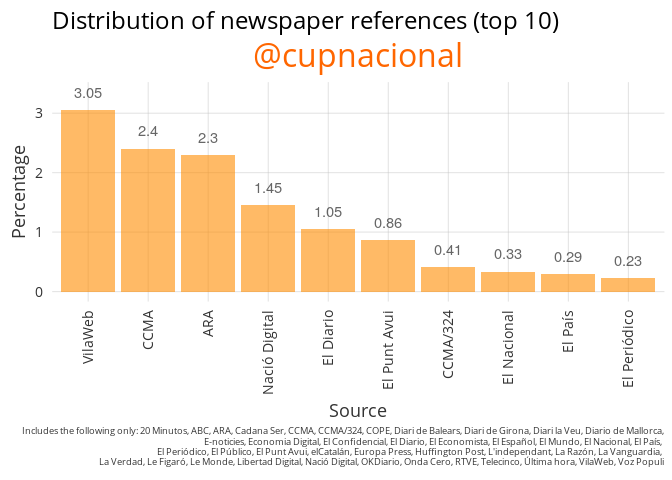 Distribution of newspaper references (top 10)
@cupnacional
Percentage
3
2
1
0
3.05
2.4
2.3
1.45
1.05
0.86
0.41
0.33
0.29
0.23
VilaWeb
CCMA
ARA
Nació Digital
El Diario
El Punt Avui
CCMA/324
El Nacional
El País
El Periódico
Source
Includes the following only: 20 Minutos, ABC, ARA, Cadana Ser, CCMA, CCMA/324, COPE, Diari de Balears, Diari de Girona, Diari la Veu, Diario de Mallorca,
E-noticies, Economia Digital, El Confidencial, El Diario, El Economista, El Español, El Mundo, El Nacional, El País,
El Periódico, El Público, El Punt Avui, elCatalán, Europa Press, Huffington Post, L'independant, La Razón, La Vanguardia,
La Verdad, Le Figaró, Le Monde, Libertad Digital, Nació Digital, OKDiario, Onda Cero, RTVE, Telecinco, Última hora, VilaWeb, Voz Populi